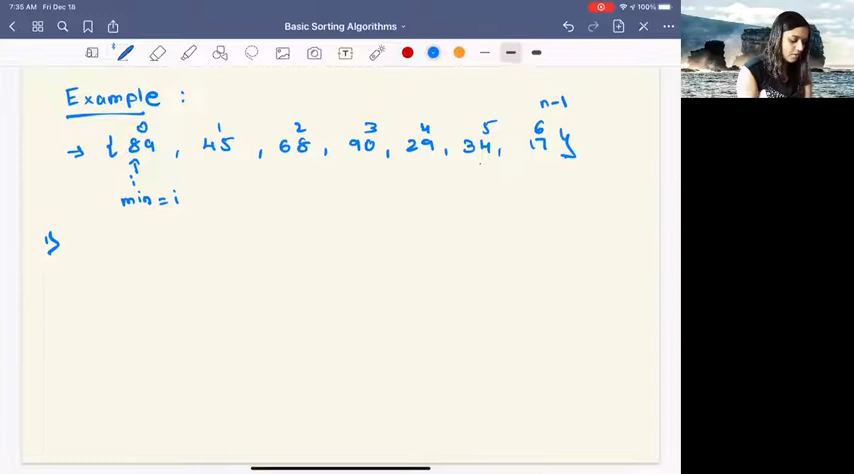 7:35 AM Fri Dec 18
100%
Basic Sorting Algorithms
Example :
n-1
0 1 2 3 4 5 6
→ { 89 , 45 , 68 , 90 , 29 , 34 , 17 }
i
min = i
1)